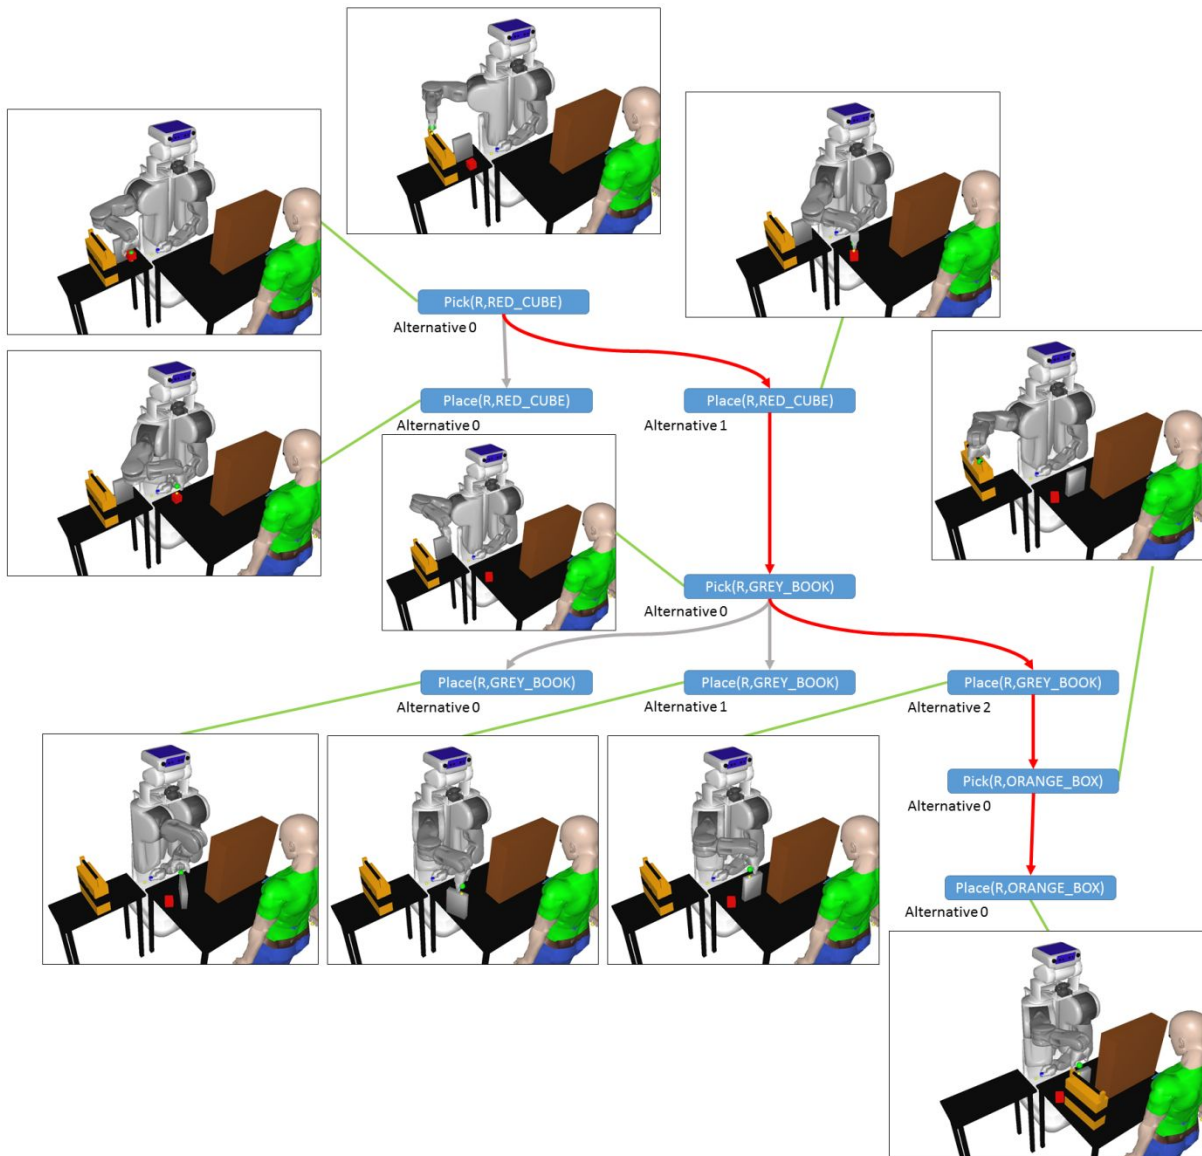 Pick(R,RED_CUBE)
Alternative 0
Place(R,RED_CUBE)
Alternative 0
Place(R,RED_CUBE)
Alternative 1
Pick(R,GREY_BOOK)
Alternative 0
Place(R,GREY_BOOK)
Alternative 0
Place(R,GREY_BOOK)
Alternative 1
Place(R,GREY_BOOK)
Alternative 2
Pick(R,ORANGE_BOX)
Alternative 0
Place(R,ORANGE_BOX)
Alternative 0